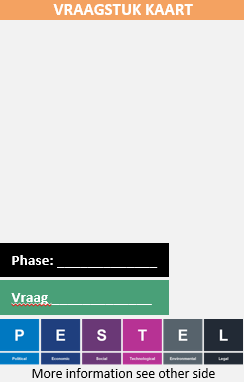 VRAAGSTUK KAART
Phase: _____________
Vraag_____________
P E S T E L
Political Economic Social Technological Environmental Legal
More information see other side